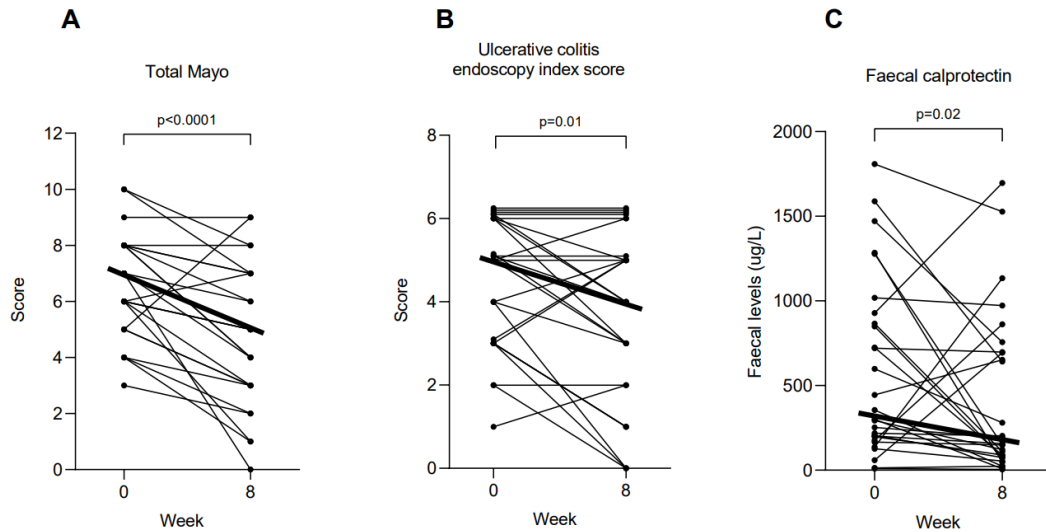 A
Total Mayo
p<0.0001
12
10
8
6
4
2
0
Score
0 8
Week
B
Ulcerative colitis
endoscopy index score
p=0.01
8
6
4
2
0
Score
0 8
Week
C
Faecal calprotectin
p=0.02
2000
1500
1000
500
0
Faecal levels (ug/L)
0 8
Week